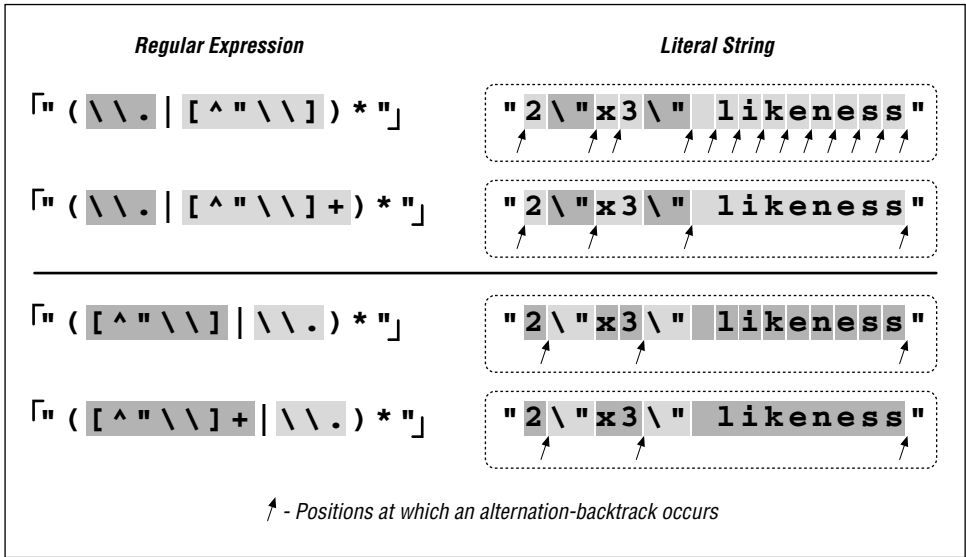 Regular Expression Literal String
⌈"(\\.|[^"\\])*"⌋ "2\"x3\" likeness"
⌈"(\\.|[^"\\]+)*"⌋ "2\"x3\" likeness"
⌈"([^"\\]|\\.)*"⌋ "2\"x3\" likeness"
⌈"([^"\\]+|\\.)*"⌋ "2\"x3\" likeness"
- Positions at which an alternation-backtrack occurs